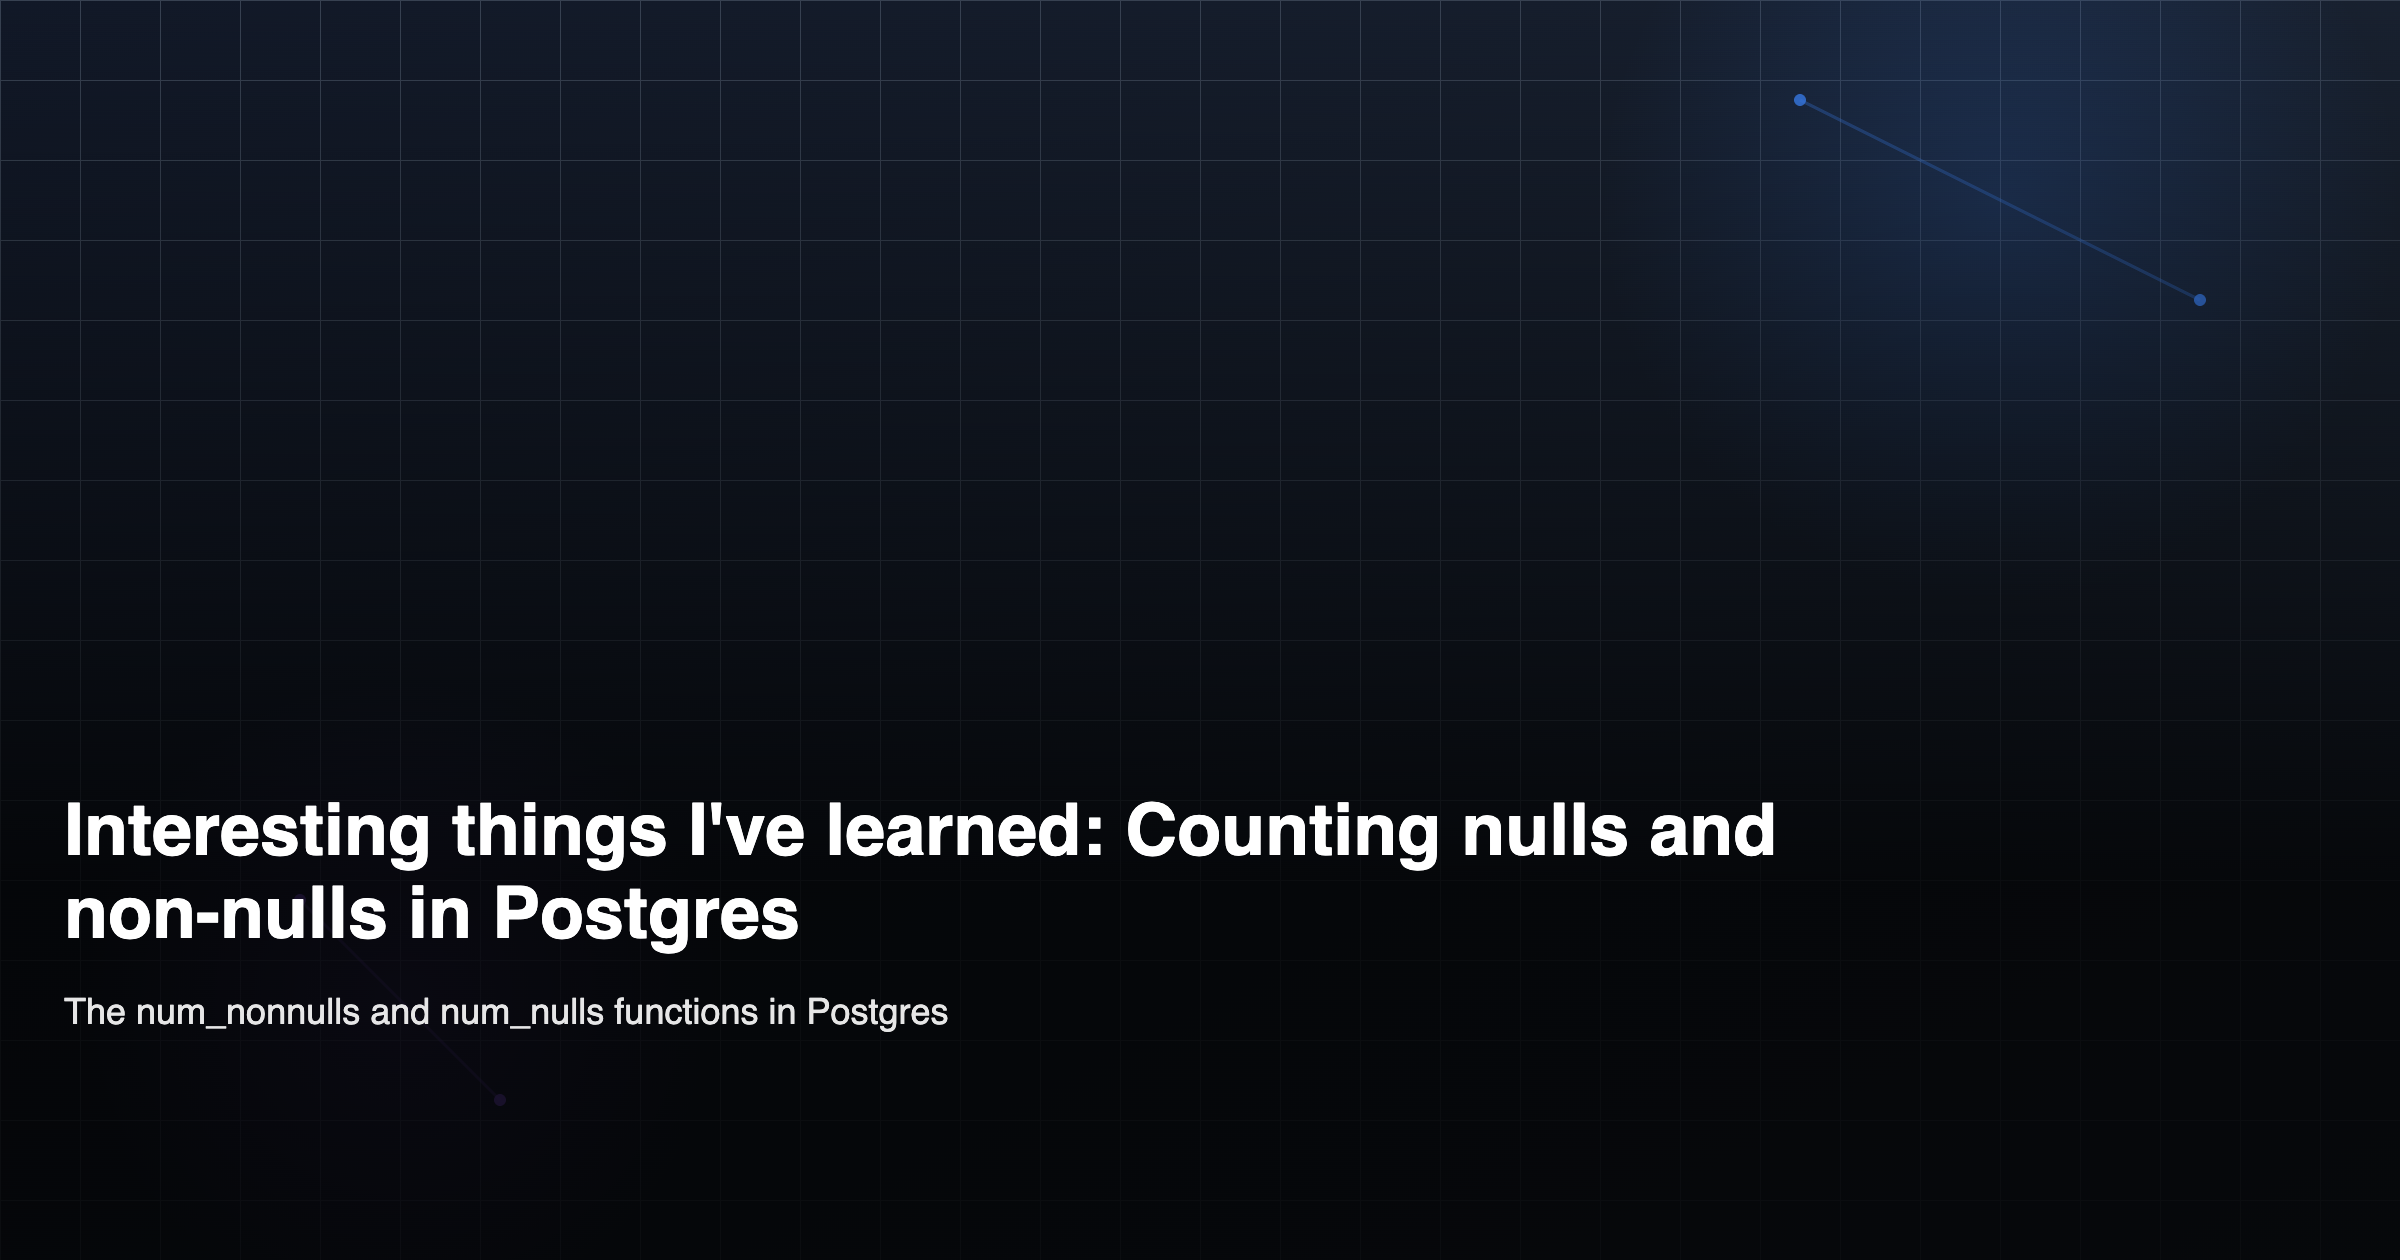 Interesting things I've learned: Counting nulls and
non-nulls in Postgres
The num_nonnulls and num_nulls functions in Postgres